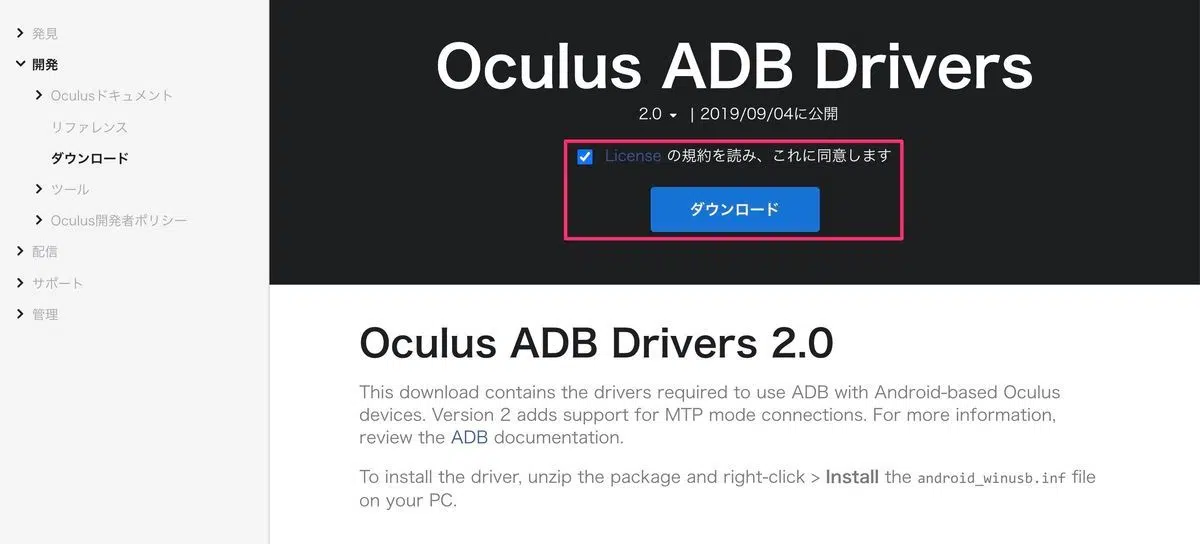 発見
開発
Oculusドキュメント
リファレンス
ダウンロード
ツール
Oculus開発者ポリシー
配信
サポート
管理
Oculus ADB Drivers
2.0 | 2019/09/04に公開
License の規約を読み、これに同意します
ダウンロード
Oculus ADB Drivers 2.0
This download contains the drivers required to use ADB with Android-based Oculus
devices. Version 2 adds support for MTP mode connections. For more information,
review the ADB documentation.
To install the driver, unzip the package and right-click > Install the android_winusb.inf file
on your PC.